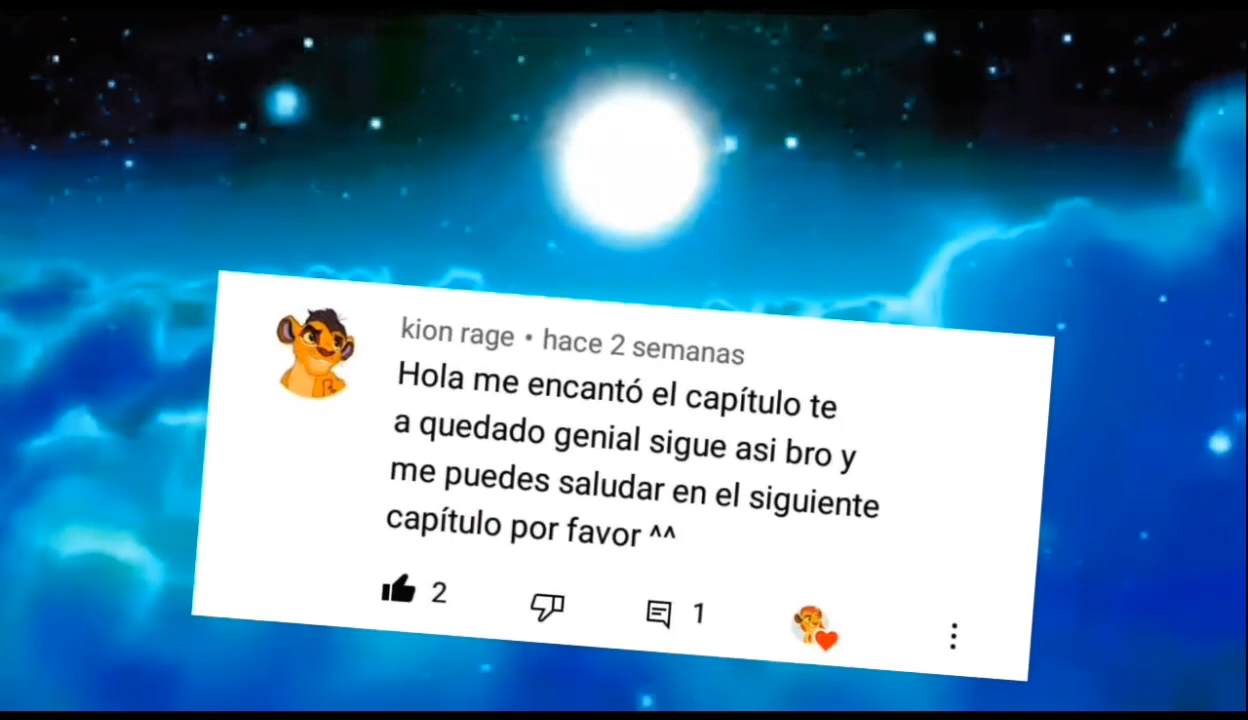 kion rage • hace 2 semanas
Hola me encantó el capítulo te
a quedado genial sigue asi bro y
me puedes saludar en el siguiente
capítulo por favor ^^
2
1